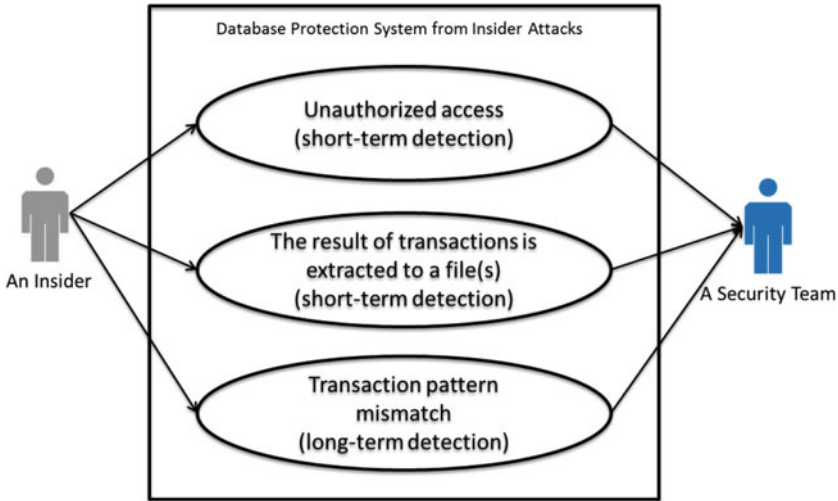 Database Protection System from Insider Attacks
Unauthorized access
(short-term detection)
The result of transactions is
extracted to a file(s)
(short-term detection)
An Insider
A Security Team
Transaction pattern
mismatch
(long-term detection)